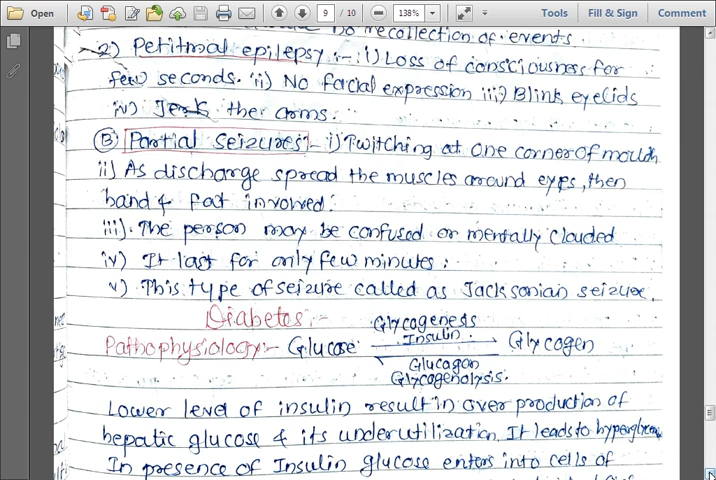 Open
9 / 10
138%
Tools
Fill & Sign
Comment
no recollection of events.
2) Petitmal epilepsy :- i) Loss of consciousness for
few seconds. ii) No facial expression iii) Blink eyelids
iv) Jerk the arms.
B) Partial seizures - i) Twitching at one corner of mouth
ii) As discharge spread the muscles around eyes, then
hand & foot involved.
iii). The person may be confused or mentally clouded
iv) It last for only few minutes.
v) This type of seizure called as Jacksonian seizure.
Diabetes :-
Glycogenesis
Pathophysiology :- Glucose Insulin Glycogen
Glucagon
Glycogenolysis.
Lower level of insulin result in over production of
hepatic glucose & its underutilization. It leads to
In presence of Insulin glucose enters into cells of